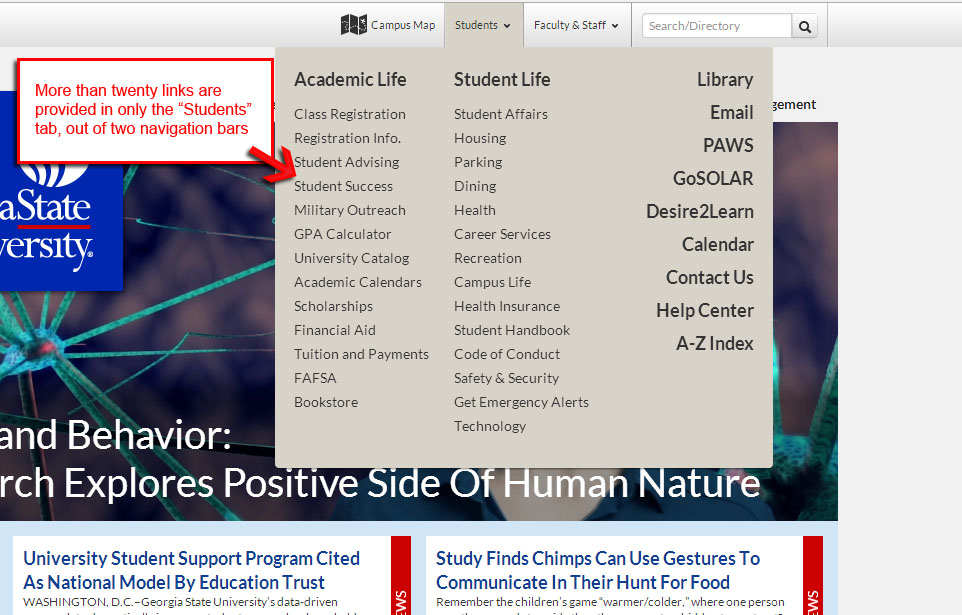 Campus Map
Students
Faculty & Staff
Search/Directory
More than twenty links are
provided in only the “Students”
tab, out of two navigation bars
gement
aState
versity.
Academic Life
Class Registration
Registration Info.
Student Advising
Student Success
Military Outreach
GPA Calculator
University Catalog
Academic Calendars
Scholarships
Financial Aid
Tuition and Payments
FAFSA
Bookstore
Student Life
Student Affairs
Housing
Parking
Dining
Health
Career Services
Recreation
Campus Life
Health Insurance
Student Handbook
Code of Conduct
Safety & Security
Get Emergency Alerts
Technology
Library
Email
PAWS
GoSOLAR
Desire2Learn
Calendar
Contact Us
Help Center
A-Z Index
and Behavior:
rch Explores Positive Side Of Human Nature
University Student Support Program Cited
As National Model By Education Trust
WASHINGTON, D.C.–Georgia State University’s data-driven
EWS
Study Finds Chimps Can Use Gestures To
Communicate In Their Hunt For Food
Remember the children’s game “warmer/colder,” where one person
EWS